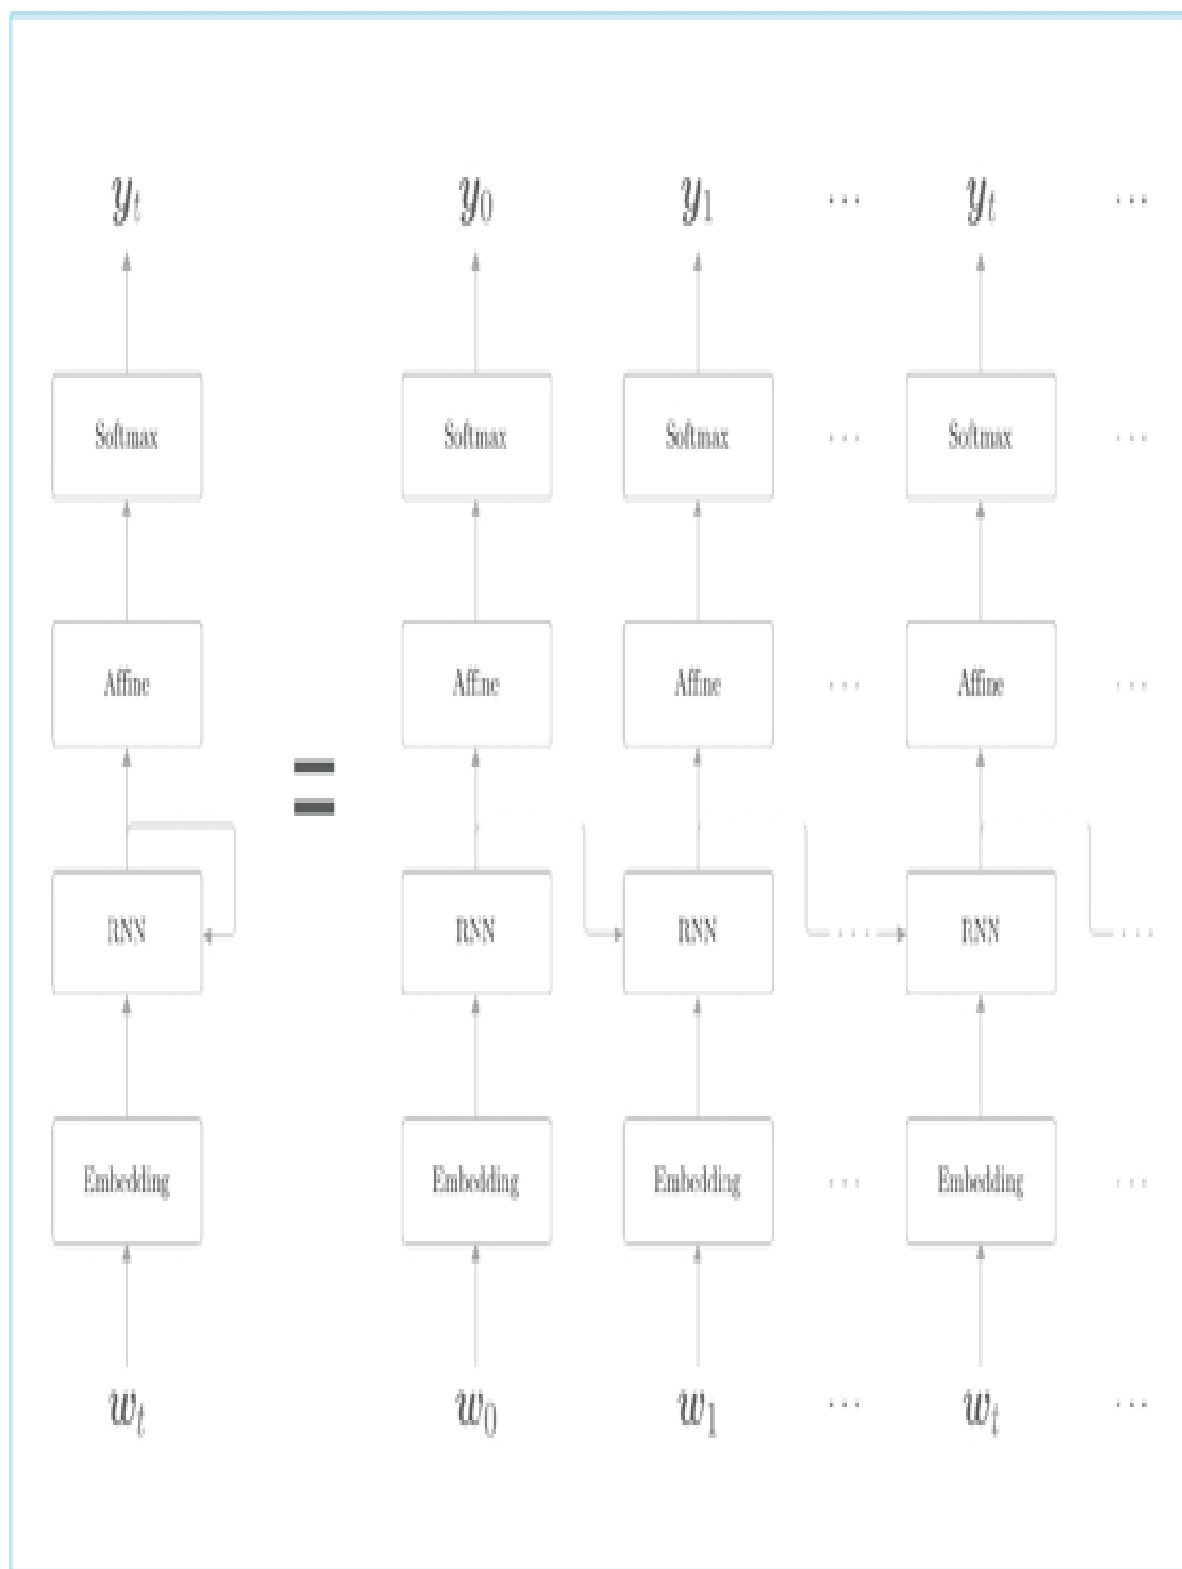 y_t y_0 y_1 ... y_t ...
Softmax Softmax Softmax ... Softmax ...
Affine Affine Affine ... Affine ...
=
RNN RNN RNN ... RNN ...
Embedding Embedding Embedding ... Embedding ...
w_t w_0 w_1 ... w_t ...